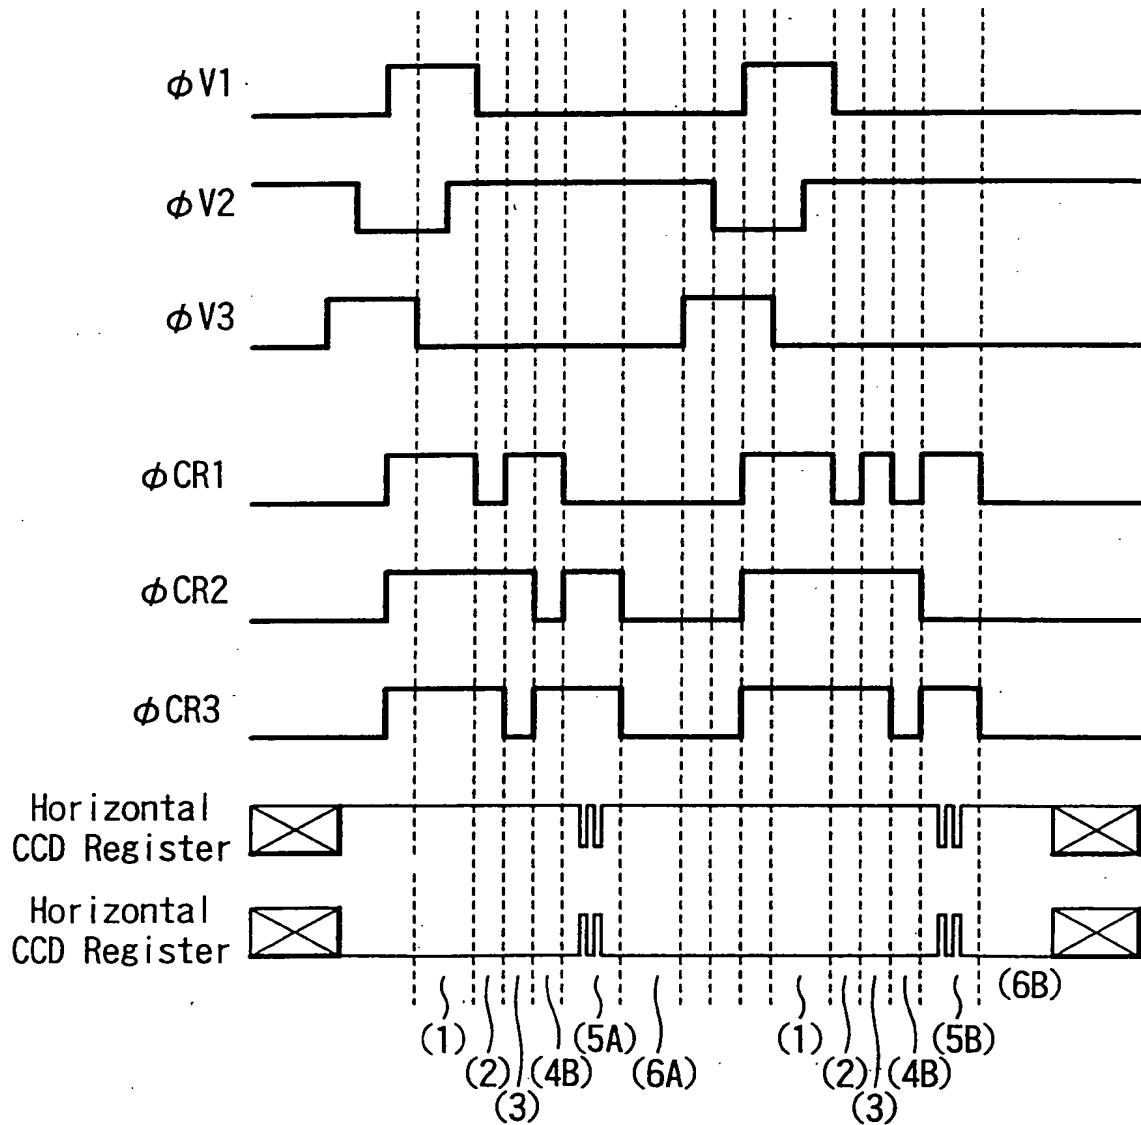 φV1
φV2
φV3
φCR1
φCR2
φCR3
Horizontal
CCD Register
Horizontal
CCD Register
(6B)
(1) (5A) (1) (5B)
(2) (4B) (6A) (2) (4B)
(3) (3)